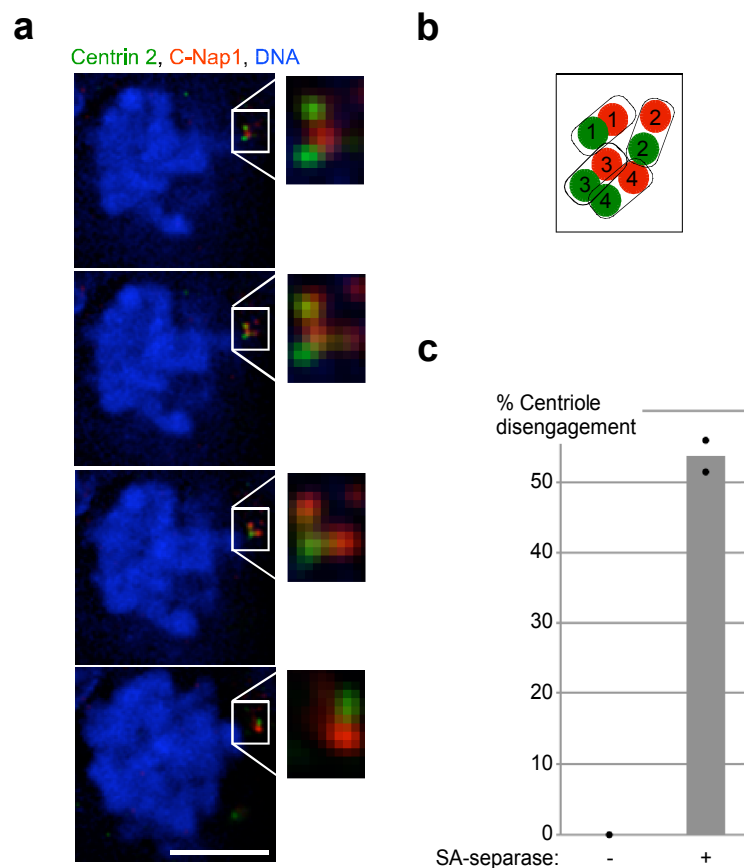 a
Centrin 2, C-Nap1, DNA
b
1
1
2
2
3
3
4
4
c
% Centriole
disengagement
50
40
30
20
10
0
SA-separase: - +